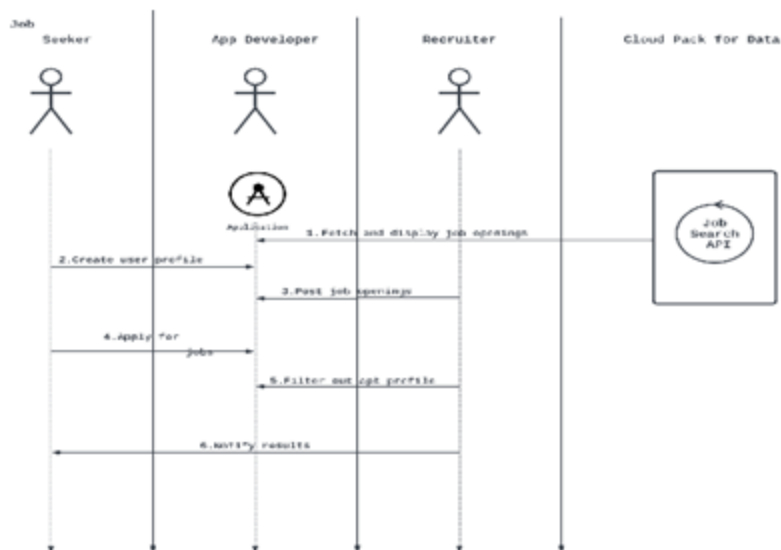 Job
Seeker
App Developer
Recruiter
Cloud Pack for Data
Application
1.Fetch and display job openings
Job
Search
API
2.Create user profile
3.Post job openings
4.Apply for
jobs
5.Filter out apt profile
6.Notify results